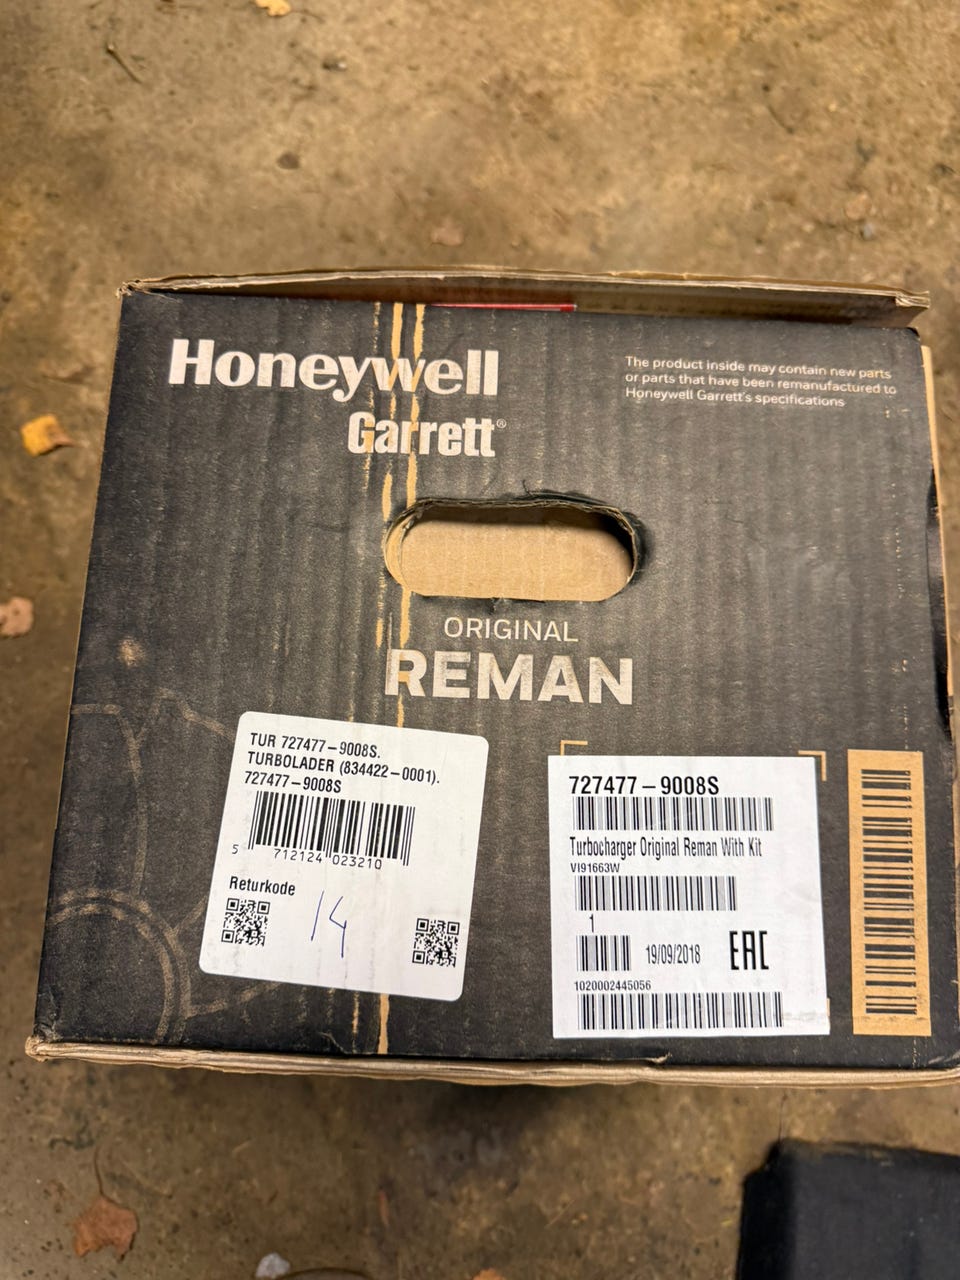 Honeywell
Garrett®
The product inside may contain new parts
or parts that have been remanufactured to
Honeywell Garrett's specifications
ORIGINAL
REMAN
TUR 727477-9008S.
TURBOLADER (834422-0001).
727477-9008S
5 712124 023210
Returkode
14
727477-9008S
Turbocharger Original Reman With Kit
VI91663W
1
19/09/2018
EAC
1020002445056